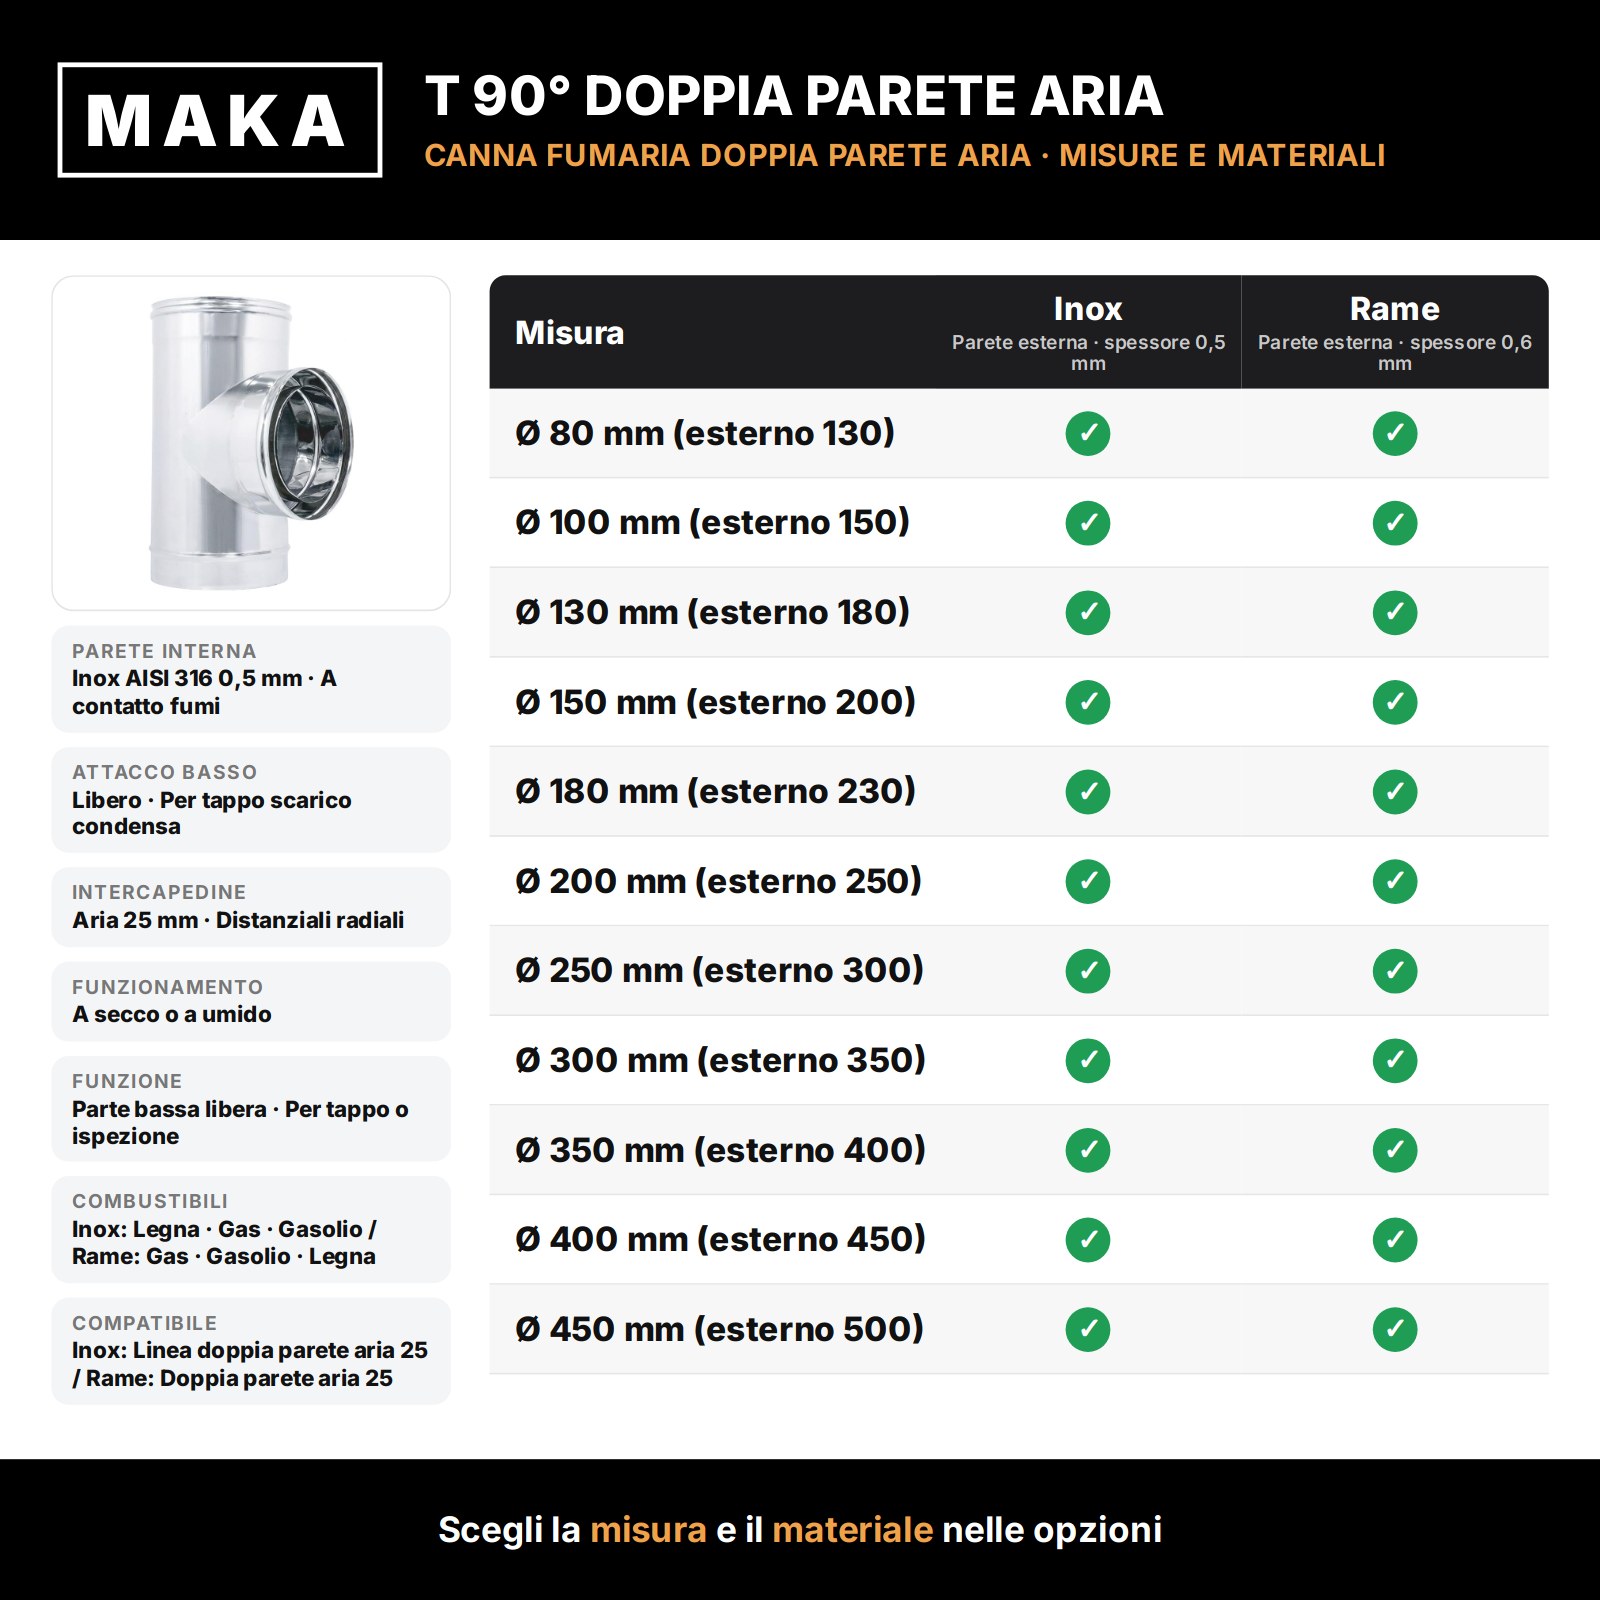 MAKA
T 90° DOPPIA PARETE ARIA
CANNA FUMARIA DOPPIA PARETE ARIA · MISURE E MATERIALI
PARETE INTERNA
Inox AISI 316 0,5 mm · A
contatto fumi
ATTACCO BASSO
Libero · Per tappo scarico
condensa
INTERCAPEDINE
Aria 25 mm · Distanziali radiali
FUNZIONAMENTO
A secco o a umido
FUNZIONE
Parte bassa libera · Per tappo o
ispezione
COMBUSTIBILI
Inox: Legna · Gas · Gasolio /
Rame: Gas · Gasolio · Legna
COMPATIBILE
Inox: Linea doppia parete aria 25
/ Rame: Doppia parete aria 25
Misura
Inox
Parete esterna · spessore 0,5
mm
Rame
Parete esterna · spessore 0,6
mm
Ø 80 mm (esterno 130) ✓ ✓
Ø 100 mm (esterno 150) ✓ ✓
Ø 130 mm (esterno 180) ✓ ✓
Ø 150 mm (esterno 200) ✓ ✓
Ø 180 mm (esterno 230) ✓ ✓
Ø 200 mm (esterno 250) ✓ ✓
Ø 250 mm (esterno 300) ✓ ✓
Ø 300 mm (esterno 350) ✓ ✓
Ø 350 mm (esterno 400) ✓ ✓
Ø 400 mm (esterno 450) ✓ ✓
Ø 450 mm (esterno 500) ✓ ✓
Scegli la misura e il materiale nelle opzioni